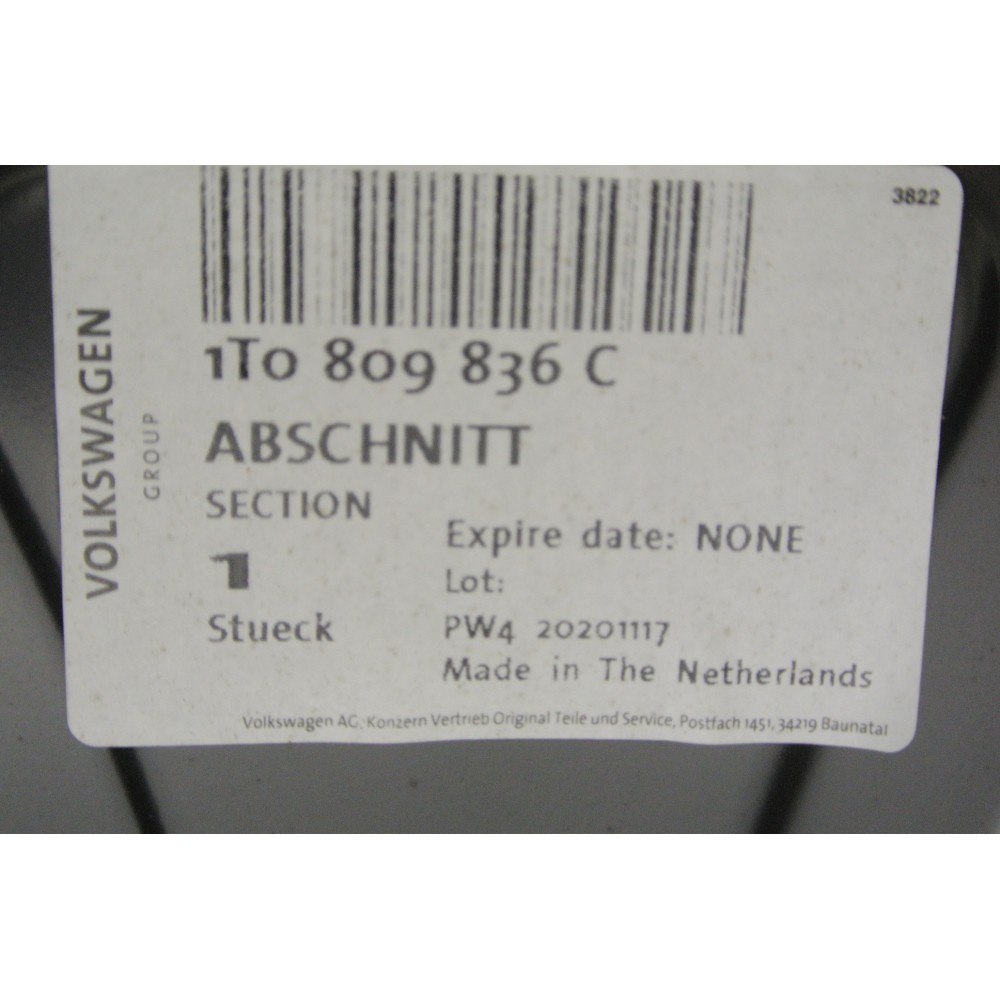 3822
VOLKSWAGEN
GROUP
1T0 809 836 C
ABSCHNITT
SECTION
1
Stueck
Expire date: NONE
Lot:
PW4 20201117
Made in The Netherlands
Volkswagen AG, Konzern Vertrieb Original Teile und Service, Postfach 1451, 34219 Baunatal